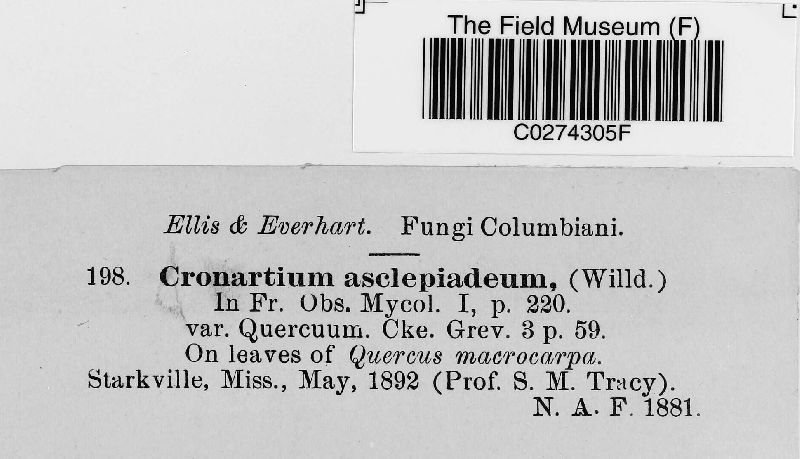 The Field Museum (F)
C0274305F
Ellis & Everhart. Fungi Columbiani.
198. Cronartium asclepiadeum, (Willd.)
In Fr. Obs. Mycol. I, p. 220.
var. Quercuum. Cke. Grev. 3 p. 59.
On leaves of Quercus macrocarpa.
Starkville, Miss., May, 1892 (Prof. S. M. Tracy).
N. A. F. 1881.